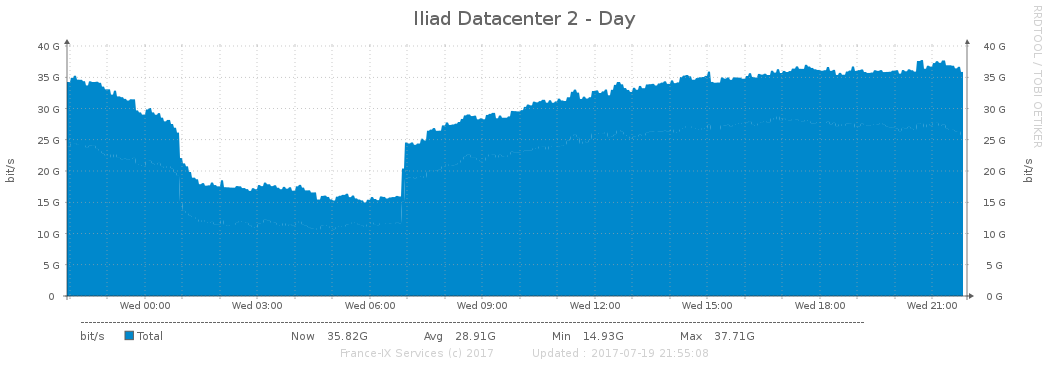 Iliad Datacenter 2 - Day
RRDTOOL / TOBI OETIKER
40 G 40 G
35 G 35 G
30 G 30 G
25 G 25 G
20 G 20 G
15 G 15 G
10 G 10 G
5 G 5 G
0 0 G
bit/s bit/s
Wed 00:00 Wed 03:00 Wed 06:00 Wed 09:00 Wed 12:00 Wed 15:00 Wed 18:00 Wed 21:00
bit/s Total Now 35.82G Avg 28.91G Min 14.93G Max 37.71G
France-IX Services (c) 2017 Updated : 2017-07-19 21:55:08